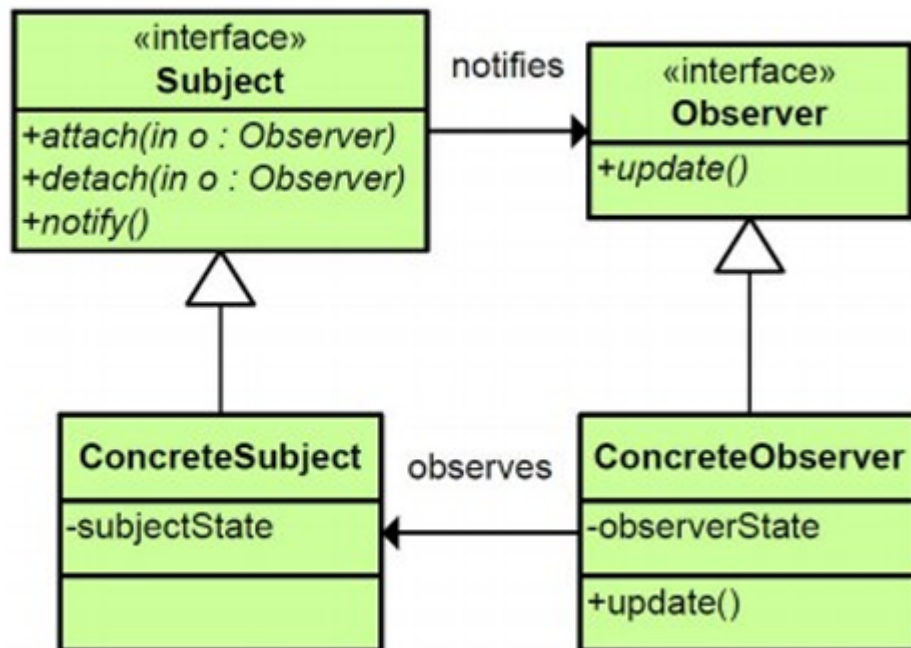 «interface»
Subject
+attach(in o : Observer)
+detach(in o : Observer)
+notify()
notifies
«interface»
Observer
+update()
ConcreteSubject
-subjectState
observes
ConcreteObserver
-observerState
+update()